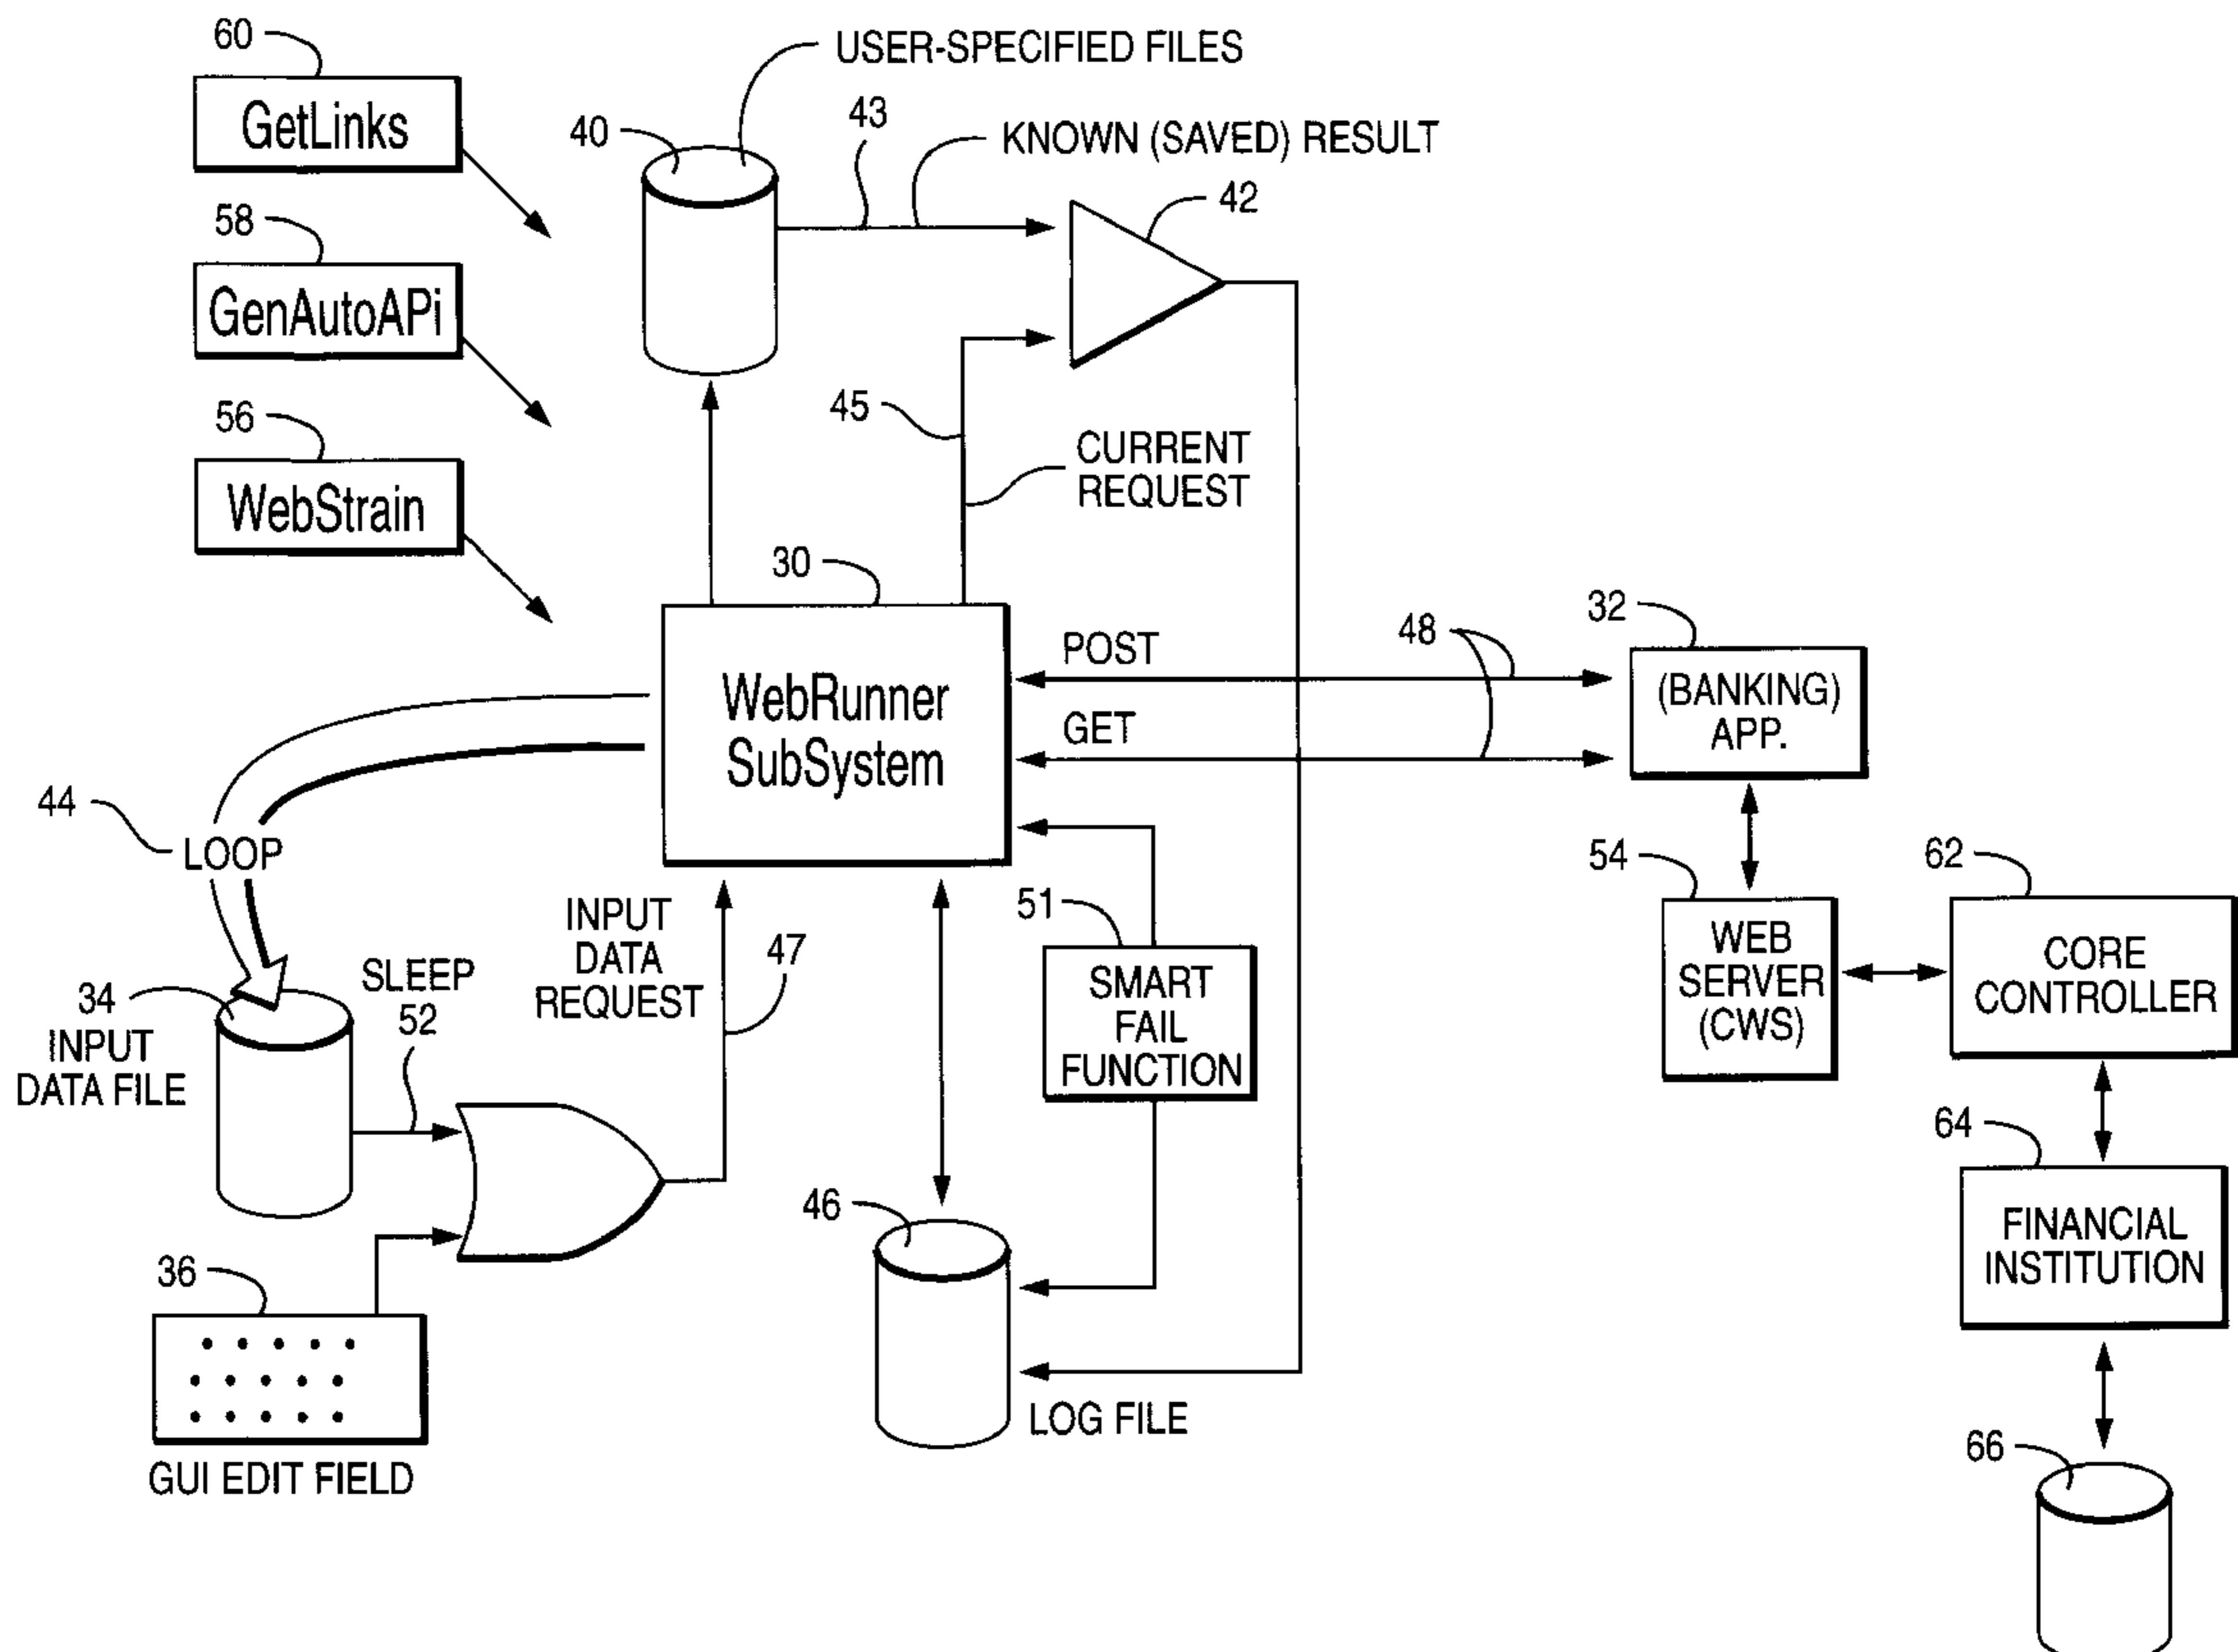 60
GetLinks
58
GenAutoAPi
56
WebStrain
USER-SPECIFIED FILES
40
43
KNOWN (SAVED) RESULT
42
45
CURRENT
REQUEST
30
WebRunner
SubSystem
POST
GET
48
32
(BANKING)
APP.
44
LOOP
34
INPUT
DATA FILE
SLEEP
52
INPUT
DATA
REQUEST
47
51
SMART
FAIL
FUNCTION
54
WEB
SERVER
(CWS)
62
CORE
CONTROLLER
64
FINANCIAL
INSTITUTION
46
LOG FILE
36
GUI EDIT FIELD
66